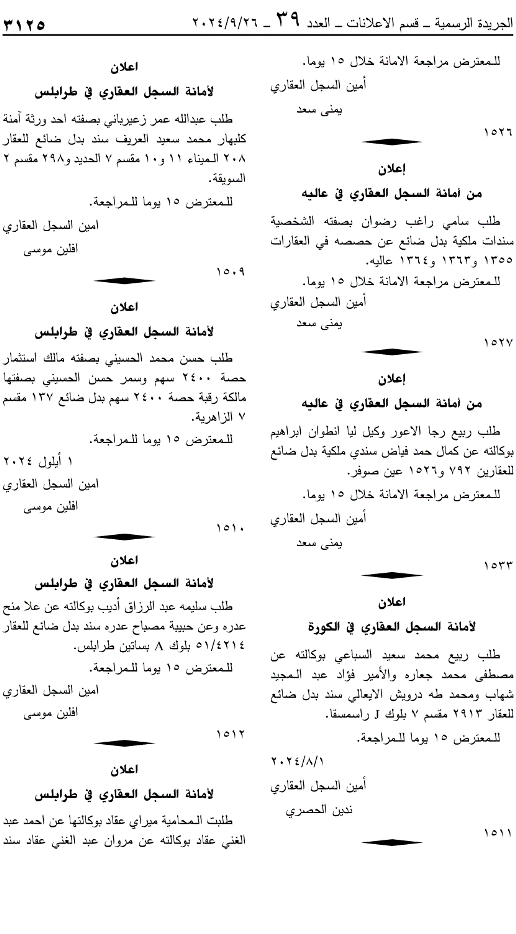 الجريدة الرسمية ــ قسم الاعلانات ــ العدد ٣٩ ــ ٢٠٢٤/٩/٢٦
٣١٢٥
للمعترض مراجعة الامانة خلال ١٥ يوما.
أمين السجل العقاري
يمنى سعد
١٥٢٦
إعلان
من أمانة السجل العقاري في عاليه
طلب سامي راغب رضوان بصفته الشخصية
سندات ملكية بدل ضائع عن حصصه في العقارات
١٣٥٥ و١٣٦٣ و١٣٦٤ عاليه.
للمعترض مراجعة الامانة خلال ١٥ يوما.
أمين السجل العقاري
يمنى سعد
١٥٢٧
إعلان
من أمانة السجل العقاري في عاليه
طلب ربيع رجا الاعور وكيل ليا انطوان ابراهيم
بوكالته عن كمال حمد فياض سندي ملكية بدل ضائع
للعقارين ٧٩٢ و١٥٢٦ عين صوفر.
للمعترض مراجعة الامانة خلال ١٥ يوما.
أمين السجل العقاري
يمنى سعد
١٥٣٣
اعلان
لأمانة السجل العقاري في الكورة
طلب ربيع محمد سعيد السباعي بوكالته عن
مصطفى محمد جعاره والأمير فؤاد عبد المجيد
شهاب ومحمد طه درويش الايعالي سند بدل ضائع
للعقار ٢٩١٣ مقسم ٧ بلوك J راسمسقا.
للمعترض ١٥ يوما للمراجعة.
٢٠٢٤/٨/١
أمين السجل العقاري
ندين الحصري
١٥١١
اعلان
لأمانة السجل العقاري في طرابلس
طلب عبدالله عمر زعيرباني بصفته احد ورثة آمنة
كلبهار محمد سعيد العريف سند بدل ضائع للعقار
٢٠٨ الميناء ١١ و١٠ مقسم ٧ الحديد و٢٩٨ مقسم ٢
السويقة.
للمعترض ١٥ يوما للمراجعة.
امين السجل العقاري
افلين موسى
١٥٠٩
اعلان
لأمانة السجل العقاري في طرابلس
طلب حسن محمد الحسيني بصفته مالك استثمار
حصة ٢٤٠٠ سهم وسمر حسن الحسيني بصفتها
مالكة رقبة حصة ٢٤٠٠ سهم بدل ضائع ١٣٧ مقسم
٧ الزاهرية.
للمعترض ١٥ يوما للمراجعة.
١ أيلول ٢٠٢٤
امين السجل العقاري
افلين موسى
١٥١٠
اعلان
لأمانة السجل العقاري في طرابلس
طلب سليمه عبد الرزاق أديب بوكالته عن علا منح
عدره وعن حبيبة مصباح عدره سند بدل ضائع للعقار
٥١/٤٢١٤ بلوك A بساتين طرابلس.
للمعترض ١٥ يوما للمراجعة.
امين السجل العقاري
افلين موسى
١٥١٢
اعلان
لأمانة السجل العقاري في طرابلس
طلبت المحامية ميراي عقاد بوكالتها عن احمد عبد
الغني عقاد بوكالته عن مروان عبد الغني عقاد سند